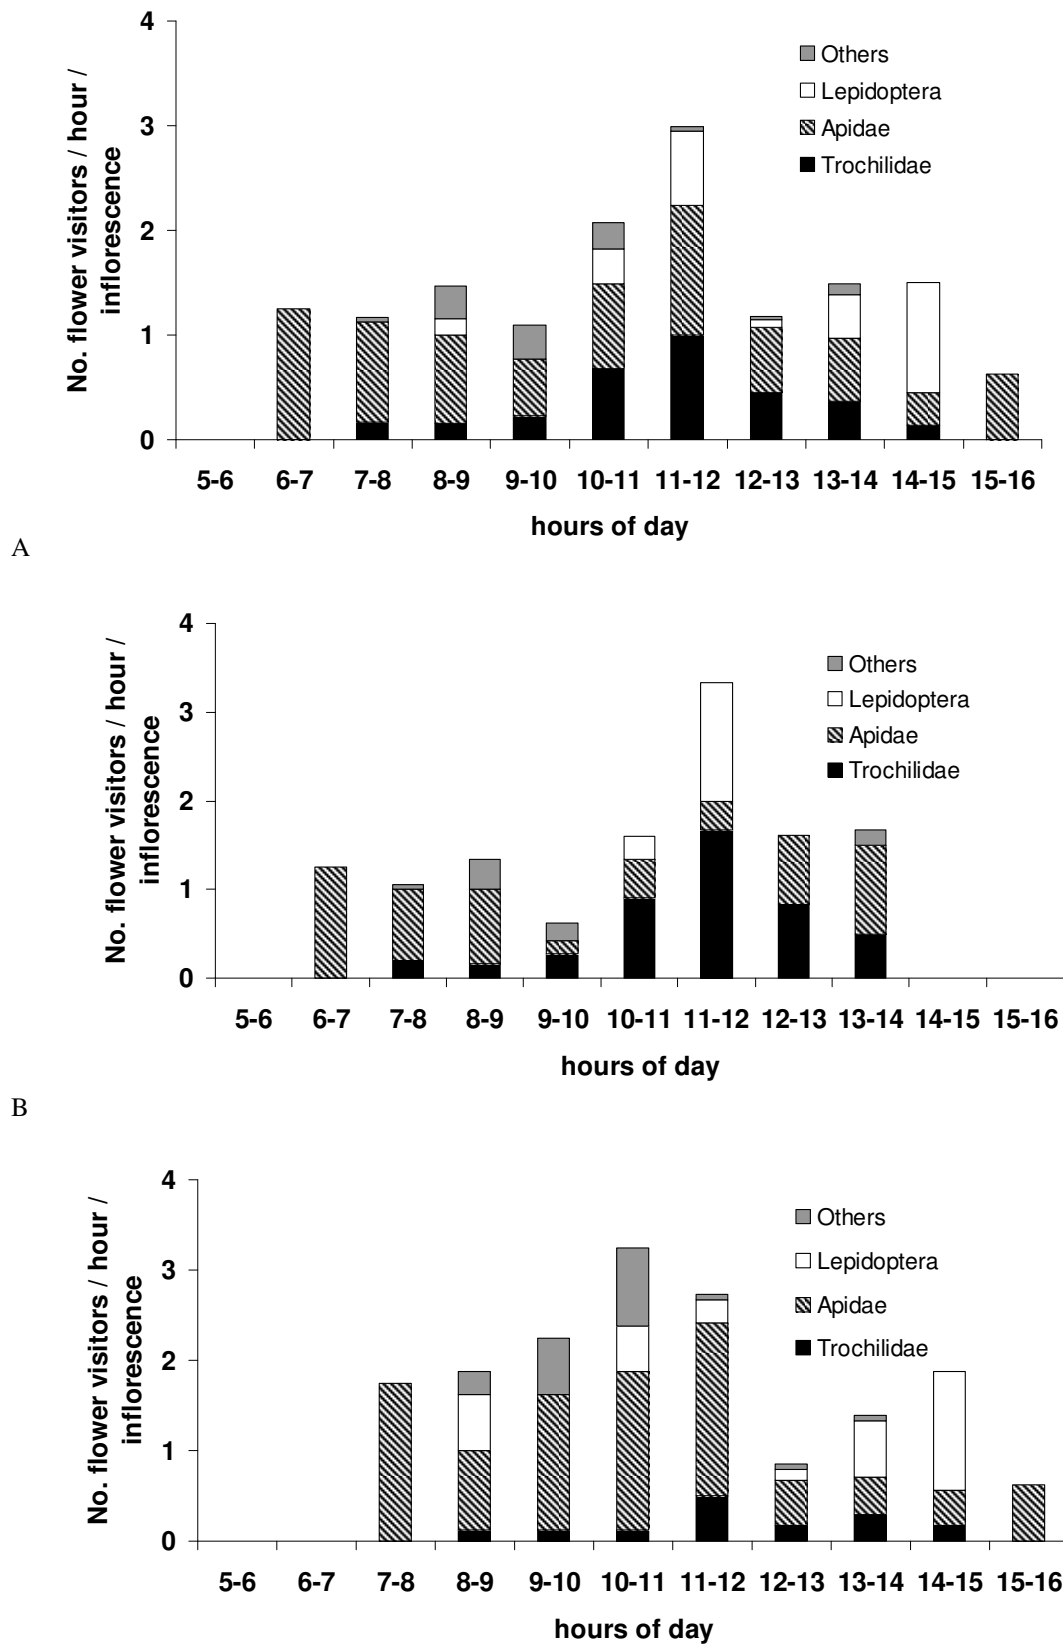 No. flower visitors / hour /
inflorescence
4
3
2
1
0
Others
Lepidoptera
Apidae
Trochilidae
5-6 6-7 7-8 8-9 9-10 10-11 11-12 12-13 13-14 14-15 15-16
hours of day
A
No. flower visitors / hour /
inflorescence
4
3
2
1
0
Others
Lepidoptera
Apidae
Trochilidae
5-6 6-7 7-8 8-9 9-10 10-11 11-12 12-13 13-14 14-15 15-16
hours of day
B
No. flower visitors / hour /
inflorescence
4
3
2
1
0
Others
Lepidoptera
Apidae
Trochilidae
5-6 6-7 7-8 8-9 9-10 10-11 11-12 12-13 13-14 14-15 15-16
hours of day